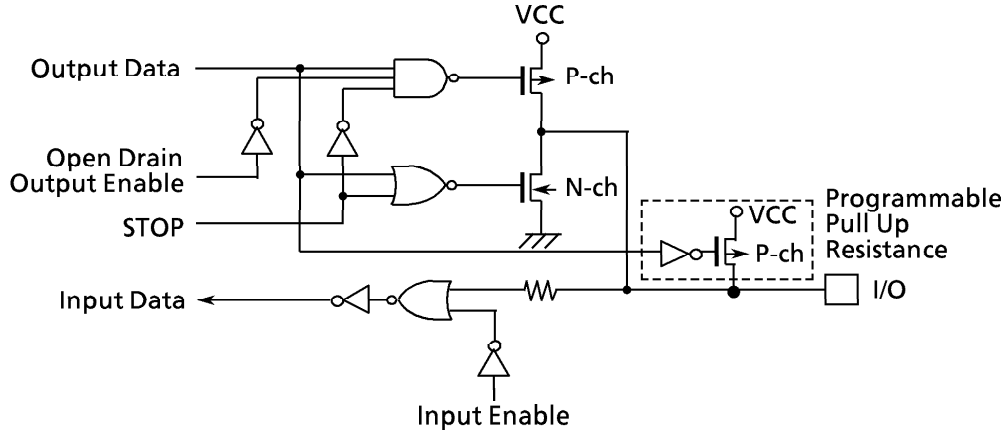 VCC
Output Data
P-ch
Open Drain
Output Enable
N-ch
STOP
Programmable
Pull Up
Resistance
VCC
P-ch
Input Data
I/O
Input Enable